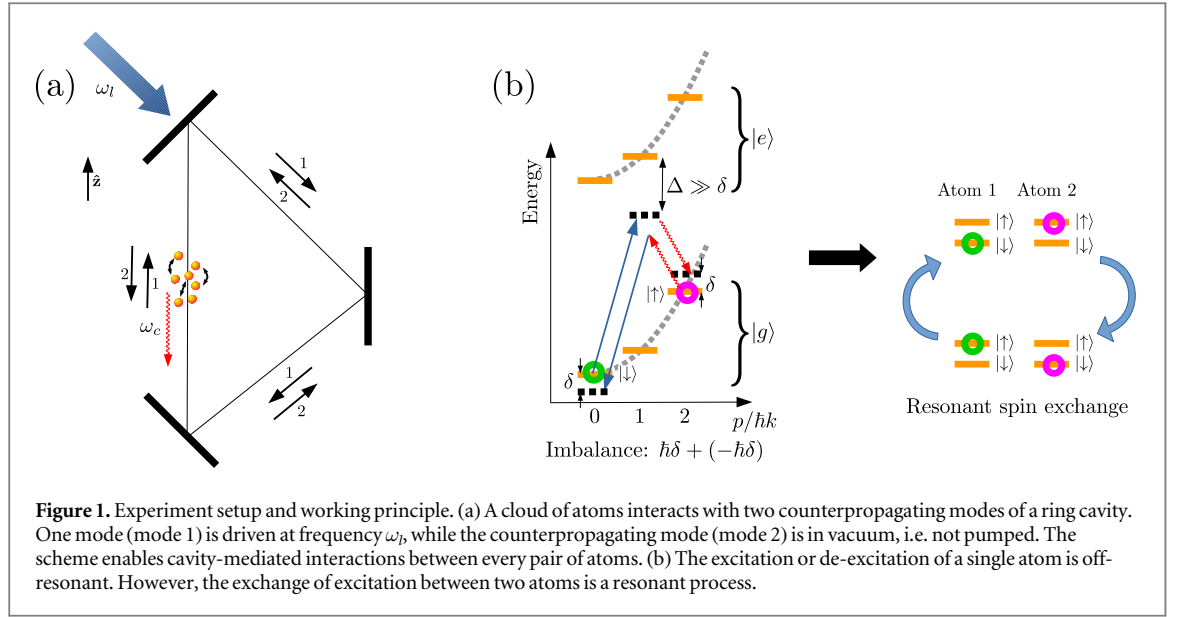 (a)
ω_l
ẑ
1
2
2
1
ω_c
1
2
(b)
Energy
|e⟩
Δ ≫ δ
|↑⟩
δ
|g⟩
δ
|↓⟩
0 1 2 p/ħk
Imbalance: ħδ + (−ħδ)
Atom 1 Atom 2
|↑⟩ |↑⟩
|↓⟩ |↓⟩
|↑⟩ |↑⟩
|↓⟩ |↓⟩
Resonant spin exchange
Figure 1. Experiment setup and working principle. (a) A cloud of atoms interacts with two counterpropagating modes of a ring cavity.
One mode (mode 1) is driven at frequency ω_l, while the counterpropagating mode (mode 2) is in vacuum, i.e. not pumped. The
scheme enables cavity-mediated interactions between every pair of atoms. (b) The excitation or de-excitation of a single atom is off-
resonant. However, the exchange of excitation between two atoms is a resonant process.